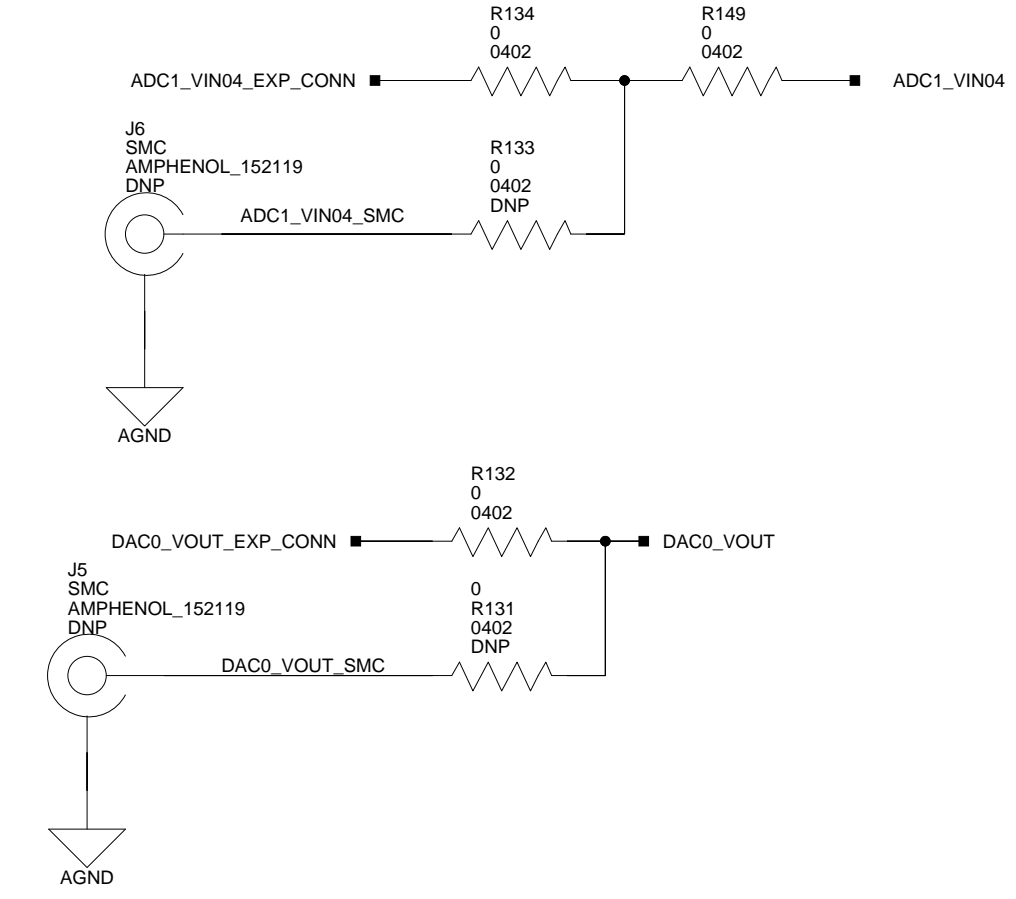 R134
0
0402
R149
0
0402
ADC1_VIN04_EXP_CONN
ADC1_VIN04
J6
SMC
AMPHENOL_152119
DNP
R133
0
0402
DNP
ADC1_VIN04_SMC
AGND
R132
0
0402
DAC0_VOUT_EXP_CONN
DAC0_VOUT
J5
SMC
AMPHENOL_152119
DNP
0
R131
0402
DNP
DAC0_VOUT_SMC
AGND